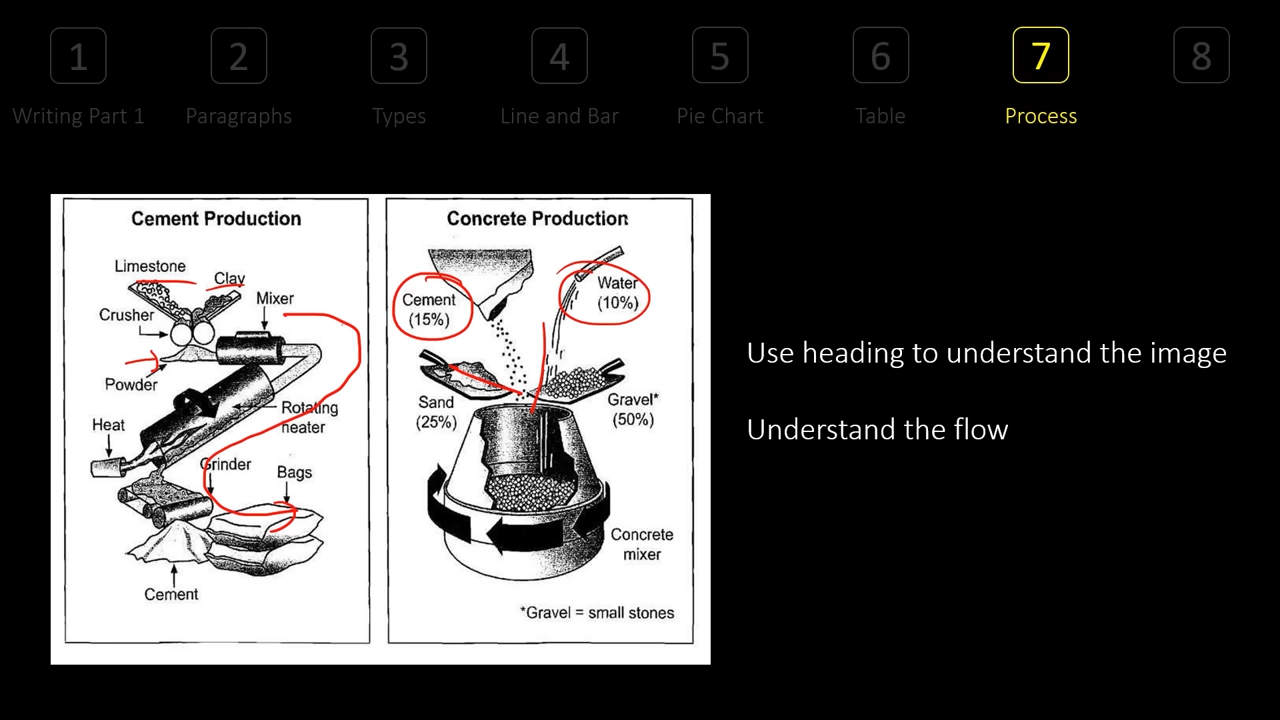 1 2 3 4 5 6 7 8
Writing Part 1 Paragraphs Types Line and Bar Pie Chart Table Process
Cement Production
Limestone
Clay
Mixer
Crusher
Powder
Rotating
heater
Heat
Grinder
Bags
Cement
Concrete Production
Cement
(15%)
Water
(10%)
Sand
(25%)
Gravel*
(50%)
Concrete
mixer
*Gravel = small stones
Use heading to understand the image
Understand the flow